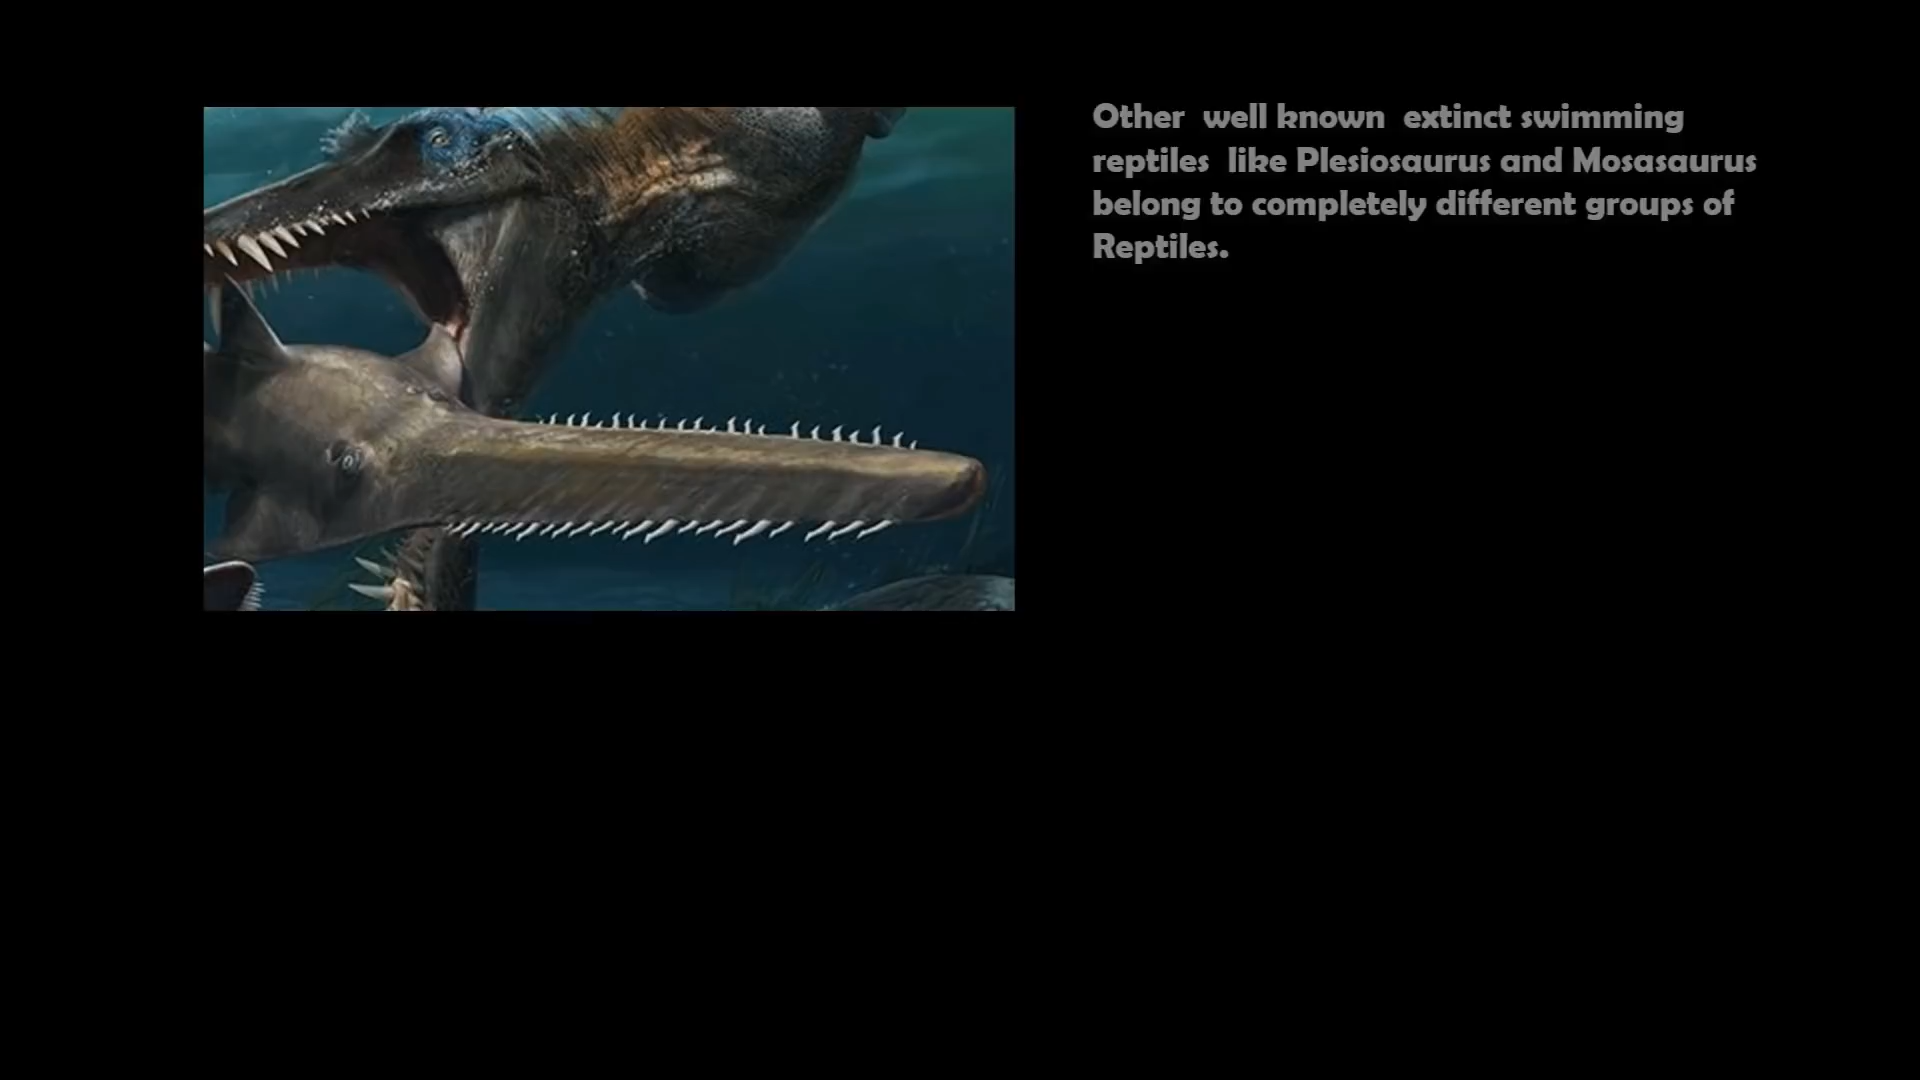 Other well known extinct swimming
reptiles like Plesiosaurus and Mosasaurus
belong to completely different groups of
Reptiles.